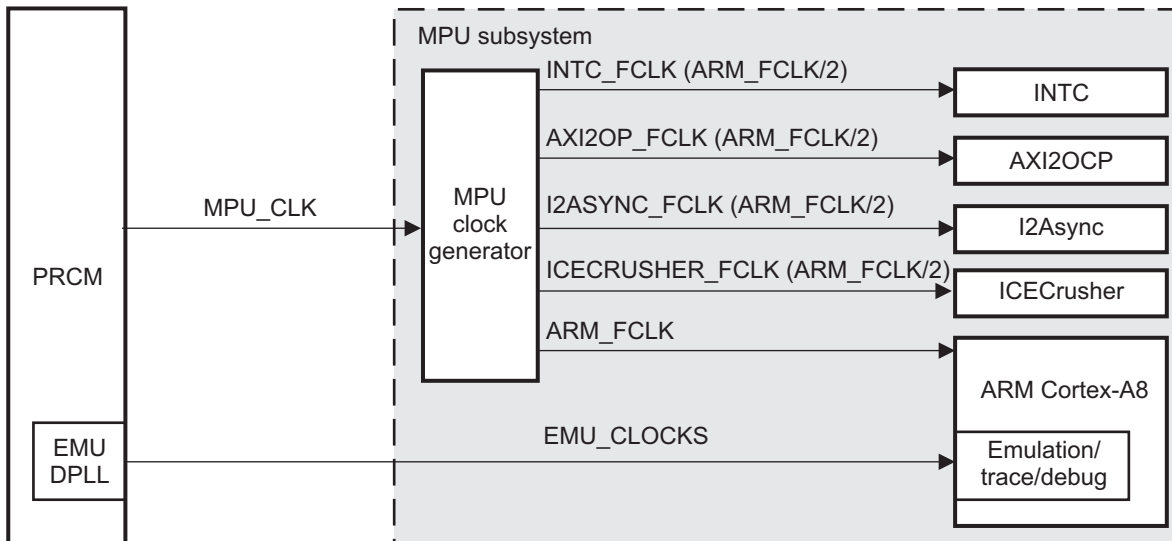 MPU subsystem
INTC_FCLK (ARM_FCLK/2)
INTC
AXI2OP_FCLK (ARM_FCLK/2)
AXI2OCP
MPU_CLK
MPU
clock
generator
I2ASYNC_FCLK (ARM_FCLK/2)
I2Async
PRCM
ICECRUSHER_FCLK (ARM_FCLK/2)
ICECrusher
ARM_FCLK
ARM Cortex-A8
EMU
DPLL
EMU_CLOCKS
Emulation/
trace/debug